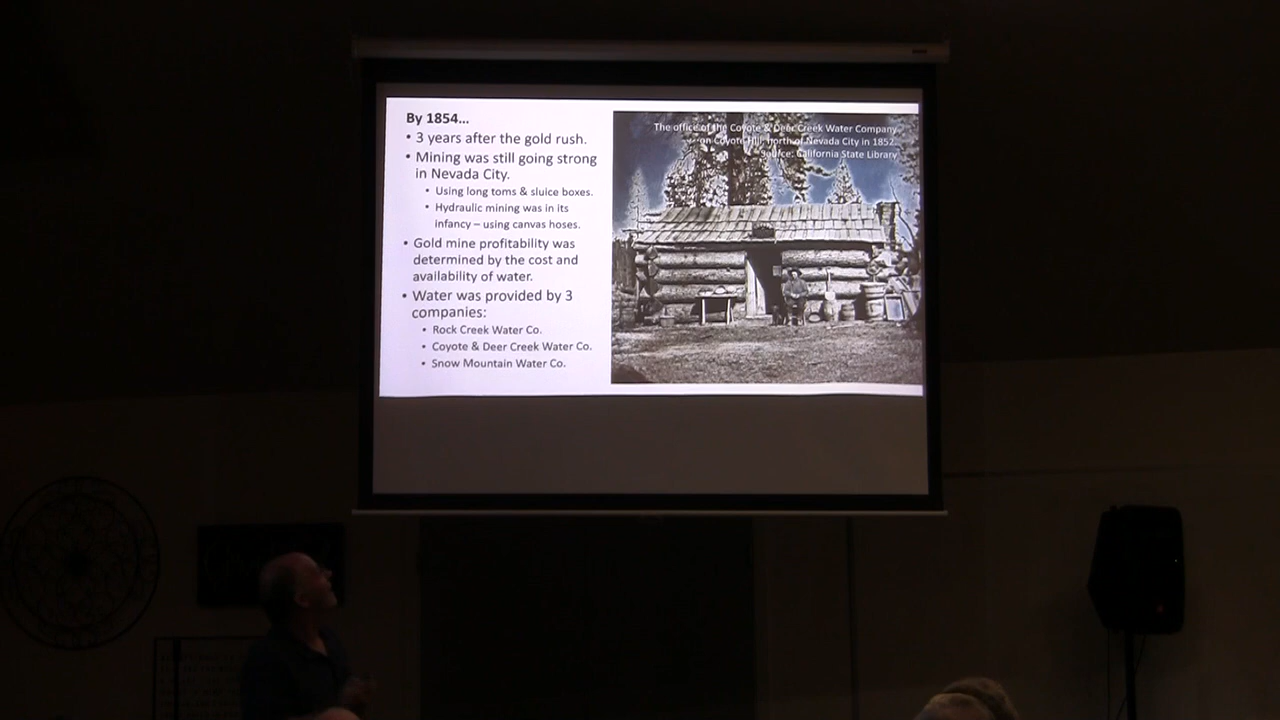 By 1854...
• 3 years after the gold rush.
• Mining was still going strong
in Nevada City.
• Using long toms & sluice boxes.
• Hydraulic mining was in its
infancy – using canvas hoses.
• Gold mine profitability was
determined by the cost and
availability of water.
• Water was provided by 3
companies:
• Rock Creek Water Co.
• Coyote & Deer Creek Water Co.
• Snow Mountain Water Co.
The office of the Coyote & Deer Creek Water Company
on Coyote Hill, north of Nevada City in 1852.
Source: California State Library